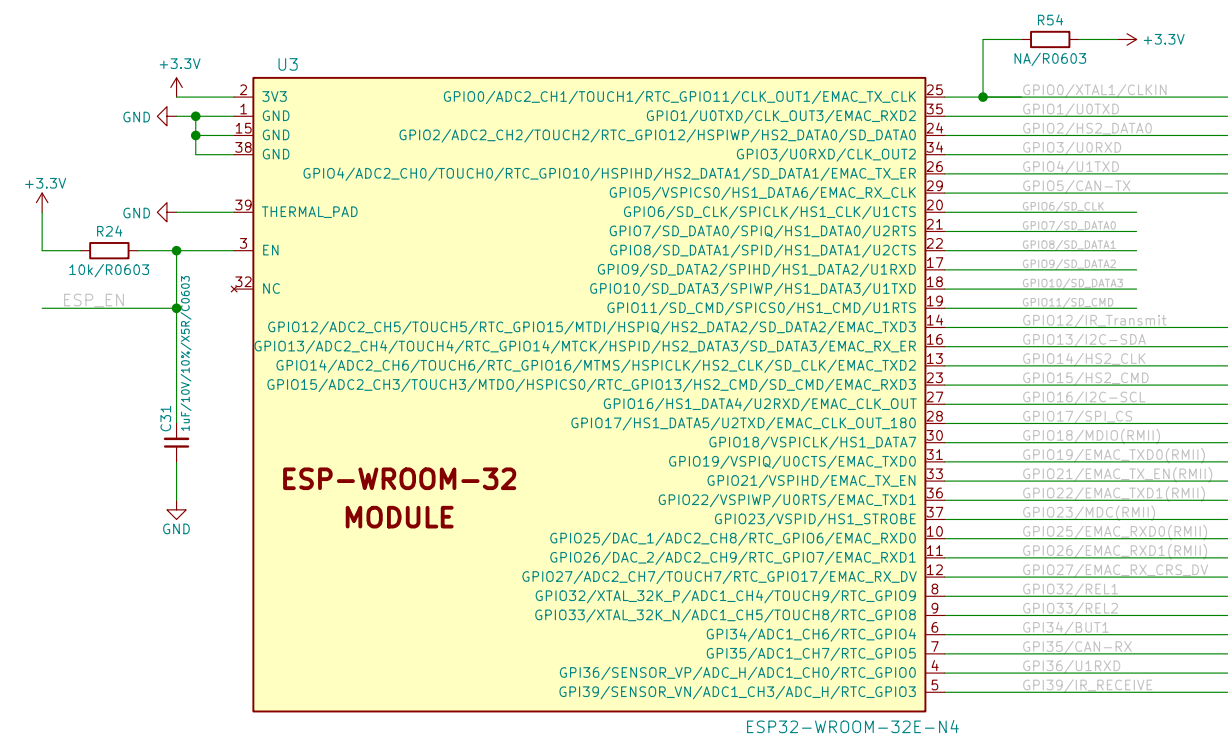 R54
+3.3V
NA/R0603
+3.3V
U3
2 3V3
GND 1 GND
15 GND
38 GND
GND 39 THERMAL_PAD
+3.3V
R24
10k/R0603
3 EN
32 NC
ESP_EN
C31
1uF/10V/10%/X5R/C0603
GND
ESP-WROOM-32
MODULE
GPIO0/ADC2_CH1/TOUCH1/RTC_GPIO11/CLK_OUT1/EMAC_TX_CLK 25 GPIO0/XTAL1/CLKIN
GPIO1/U0TXD/CLK_OUT3/EMAC_RXD2 35 GPIO1/U0TXD
GPIO2/ADC2_CH2/TOUCH2/RTC_GPIO12/HSPIWP/HS2_DATA0/SD_DATA0 24 GPIO2/HS2_DATA0
GPIO3/U0RXD/CLK_OUT2 34 GPIO3/U0RXD
GPIO4/ADC2_CH0/TOUCH0/RTC_GPIO10/HSPIHD/HS2_DATA1/SD_DATA1/EMAC_TX_ER 26 GPIO4/U1TXD
GPIO5/VSPICS0/HS1_DATA6/EMAC_RX_CLK 29 GPIO5/CAN-TX
GPIO6/SD_CLK/SPICLK/HS1_CLK/U1CTS 20 GPIO6/SD_CLK
GPIO7/SD_DATA0/SPIQ/HS1_DATA0/U2RTS 21 GPIO7/SD_DATA0
GPIO8/SD_DATA1/SPID/HS1_DATA1/U2CTS 22 GPIO8/SD_DATA1
GPIO9/SD_DATA2/SPIHD/HS1_DATA2/U1RXD 17 GPIO9/SD_DATA2
GPIO10/SD_DATA3/SPIWP/HS1_DATA3/U1TXD 18 GPIO10/SD_DATA3
GPIO11/SD_CMD/SPICS0/HS1_CMD/U1RTS 19 GPIO11/SD_CMD
GPIO12/ADC2_CH5/TOUCH5/RTC_GPIO15/MTDI/HSPIQ/HS2_DATA2/SD_DATA2/EMAC_TXD3 14 GPIO12/IR_Transmit
GPIO13/ADC2_CH4/TOUCH4/RTC_GPIO14/MTCK/HSPID/HS2_DATA3/SD_DATA3/EMAC_RX_ER 16 GPIO13/I2C-SDA
GPIO14/ADC2_CH6/TOUCH6/RTC_GPIO16/MTMS/HSPICLK/HS2_CLK/SD_CLK/EMAC_TXD2 13 GPIO14/HS2_CLK
GPIO15/ADC2_CH3/TOUCH3/MTDO/HSPICS0/RTC_GPIO13/HS2_CMD/SD_CMD/EMAC_RXD3 23 GPIO15/HS2_CMD
GPIO16/HS1_DATA4/U2RXD/EMAC_CLK_OUT 27 GPIO16/I2C-SCL
GPIO17/HS1_DATA5/U2TXD/EMAC_CLK_OUT_180 28 GPIO17/SPI_CS
GPIO18/VSPICLK/HS1_DATA7 30 GPIO18/MDIO(RMII)
GPIO19/VSPIQ/U0CTS/EMAC_TXD0 31 GPIO19/EMAC_TXD0(RMII)
GPIO21/VSPIHD/EMAC_TX_EN 33 GPIO21/EMAC_TX_EN(RMII)
GPIO22/VSPIWP/U0RTS/EMAC_TXD1 36 GPIO22/EMAC_TXD1(RMII)
GPIO23/VSPID/HS1_STROBE 37 GPIO23/MDC(RMII)
GPIO25/DAC_1/ADC2_CH8/RTC_GPIO6/EMAC_RXD0 10 GPIO25/EMAC_RXD0(RMII)
GPIO26/DAC_2/ADC2_CH9/RTC_GPIO7/EMAC_RXD1 11 GPIO26/EMAC_RXD1(RMII)
GPIO27/ADC2_CH7/TOUCH7/RTC_GPIO17/EMAC_RX_DV 12 GPIO27/EMAC_RX_CRS_DV
GPIO32/XTAL_32K_P/ADC1_CH4/TOUCH9/RTC_GPIO9 8 GPIO32/REL1
GPIO33/XTAL_32K_N/ADC1_CH5/TOUCH8/RTC_GPIO8 9 GPIO33/REL2
GPI34/ADC1_CH6/RTC_GPIO4 6 GPI34/BUT1
GPI35/ADC1_CH7/RTC_GPIO5 7 GPI35/CAN-RX
GPI36/SENSOR_VP/ADC_H/ADC1_CH0/RTC_GPIO0 4 GPI36/U1RXD
GPI39/SENSOR_VN/ADC1_CH3/ADC_H/RTC_GPIO3 5 GPI39/IR_RECEIVE
ESP32-WROOM-32E-N4